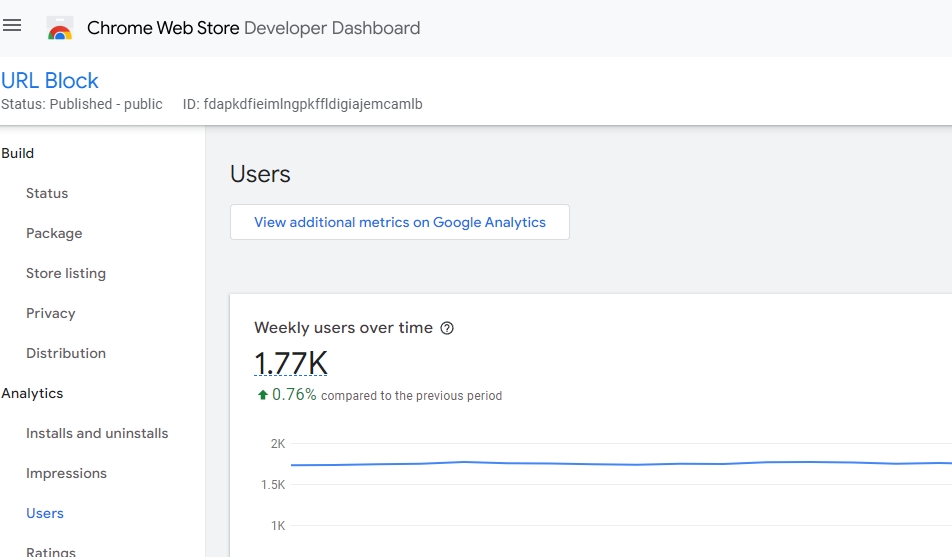 Chrome Web Store Developer Dashboard
URL Block
Status: Published - public ID: fdapkdfieimlngpkffldigiajemcamlb
Build
Status
Package
Store listing
Privacy
Distribution
Analytics
Installs and uninstalls
Impressions
Users
Ratings
Users
View additional metrics on Google Analytics
Weekly users over time
1.77K
0.76% compared to the previous period
2K
1.5K
1K